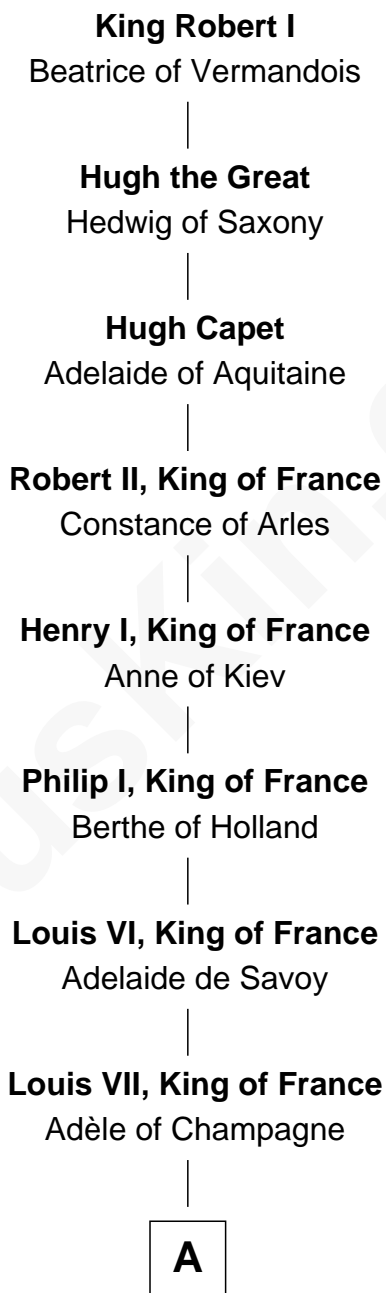 King Robert I
Beatrice of Vermandois
Hugh the Great
Hedwig of Saxony
Hugh Capet
Adelaide of Aquitaine
Robert II, King of France
Constance of Arles
Henry I, King of France
Anne of Kiev
Philip I, King of France
Berthe of Holland
Louis VI, King of France
Adelaide de Savoy
Louis VII, King of France
Adèle of Champagne
A